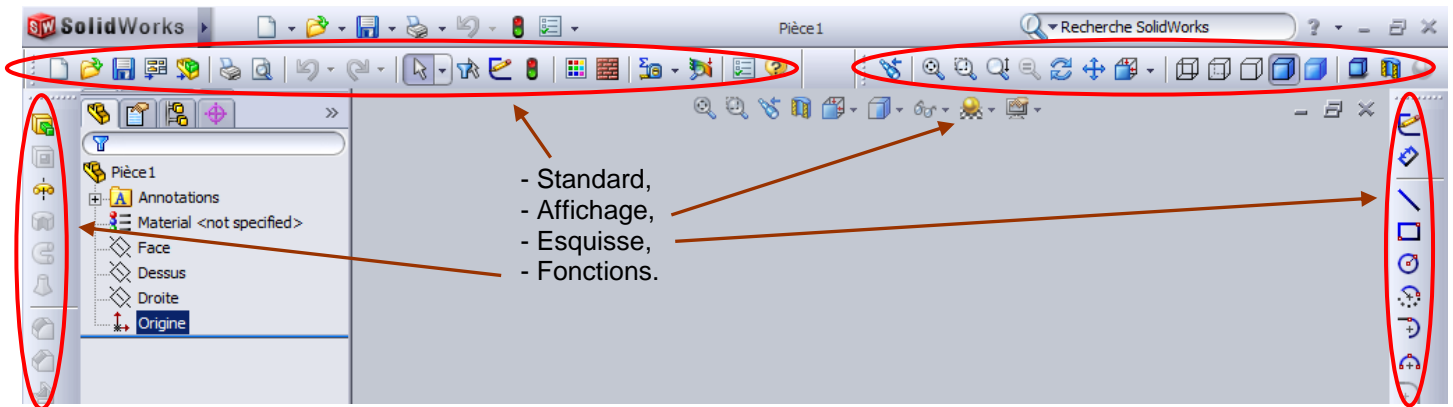 SolidWorks
Pièce1
Recherche SolidWorks
Pièce1
Annotations
Material <not specified>
Face
Dessus
Droite
Origine
- Standard,
- Affichage,
- Esquisse,
- Fonctions.